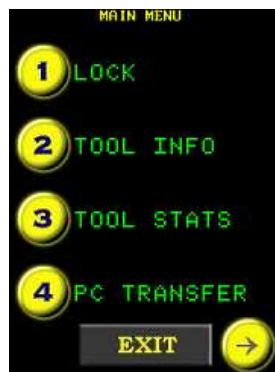 MAIN MENU
1 LOCK
2 TOOL INFO
3 TOOL STATS
4 PC TRANSFER
EXIT →